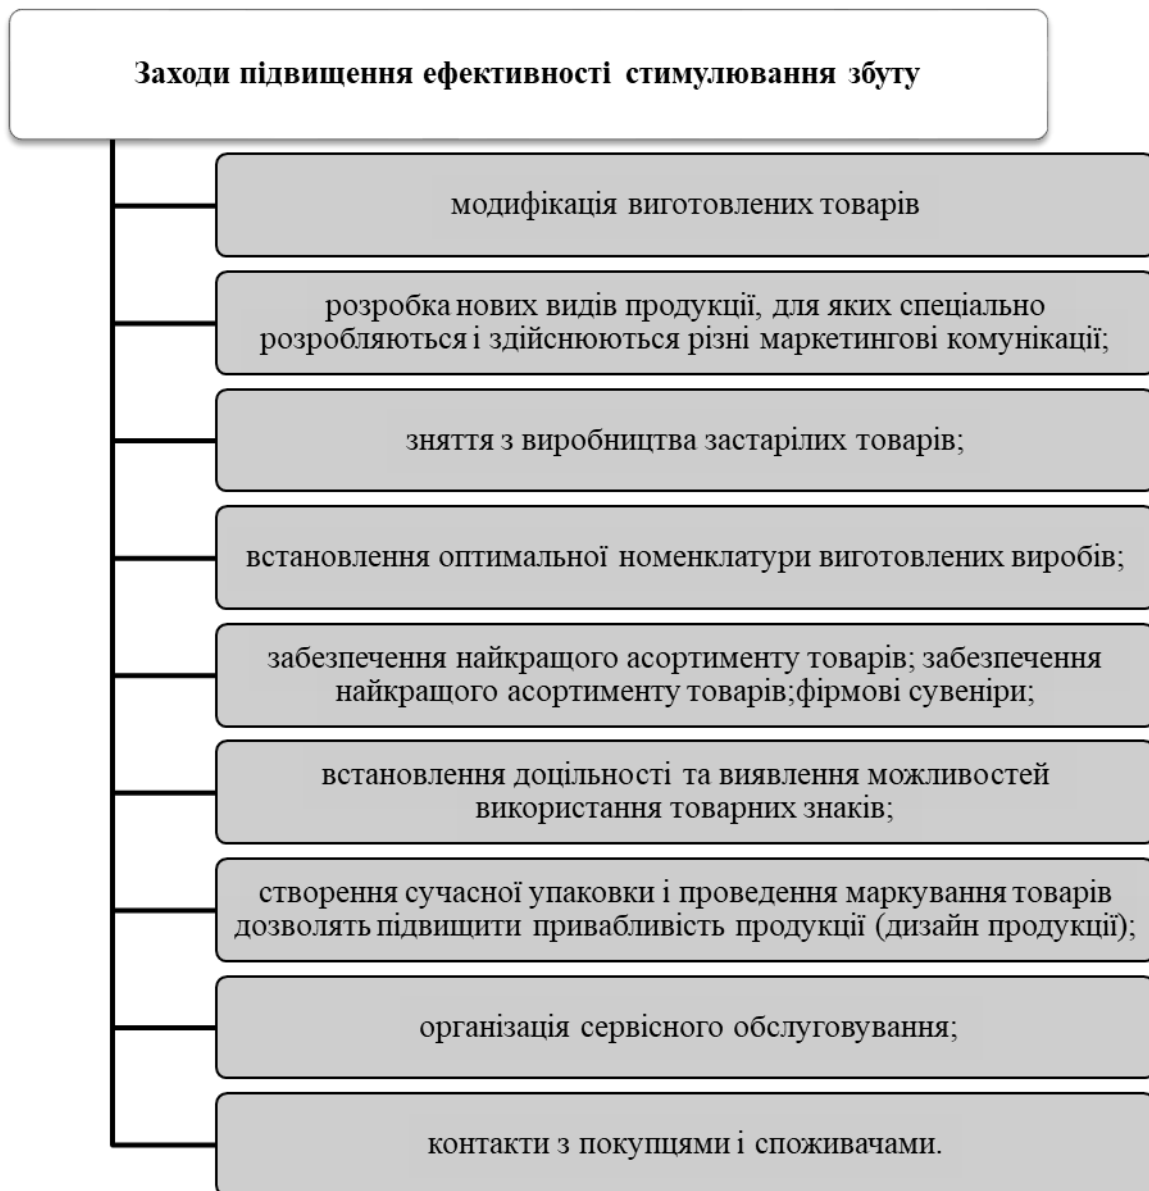 Заходи підвищення ефективності стимулювання збуту
модифікація виготовлених товарів
розробка нових видів продукції, для яких спеціально
розробляються і здійснюються різні маркетингові комунікації;
зняття з виробництва застарілих товарів;
встановлення оптимальної номенклатури виготовлених виробів;
забезпечення найкращого асортименту товарів; забезпечення
найкращого асортименту товарів;фірмові сувеніри;
встановлення доцільності та виявлення можливостей
використання товарних знаків;
створення сучасної упаковки і проведення маркування товарів
дозволять підвищити привабливість продукції (дизайн продукції);
організація сервісного обслуговування;
контакти з покупцями і споживачами.